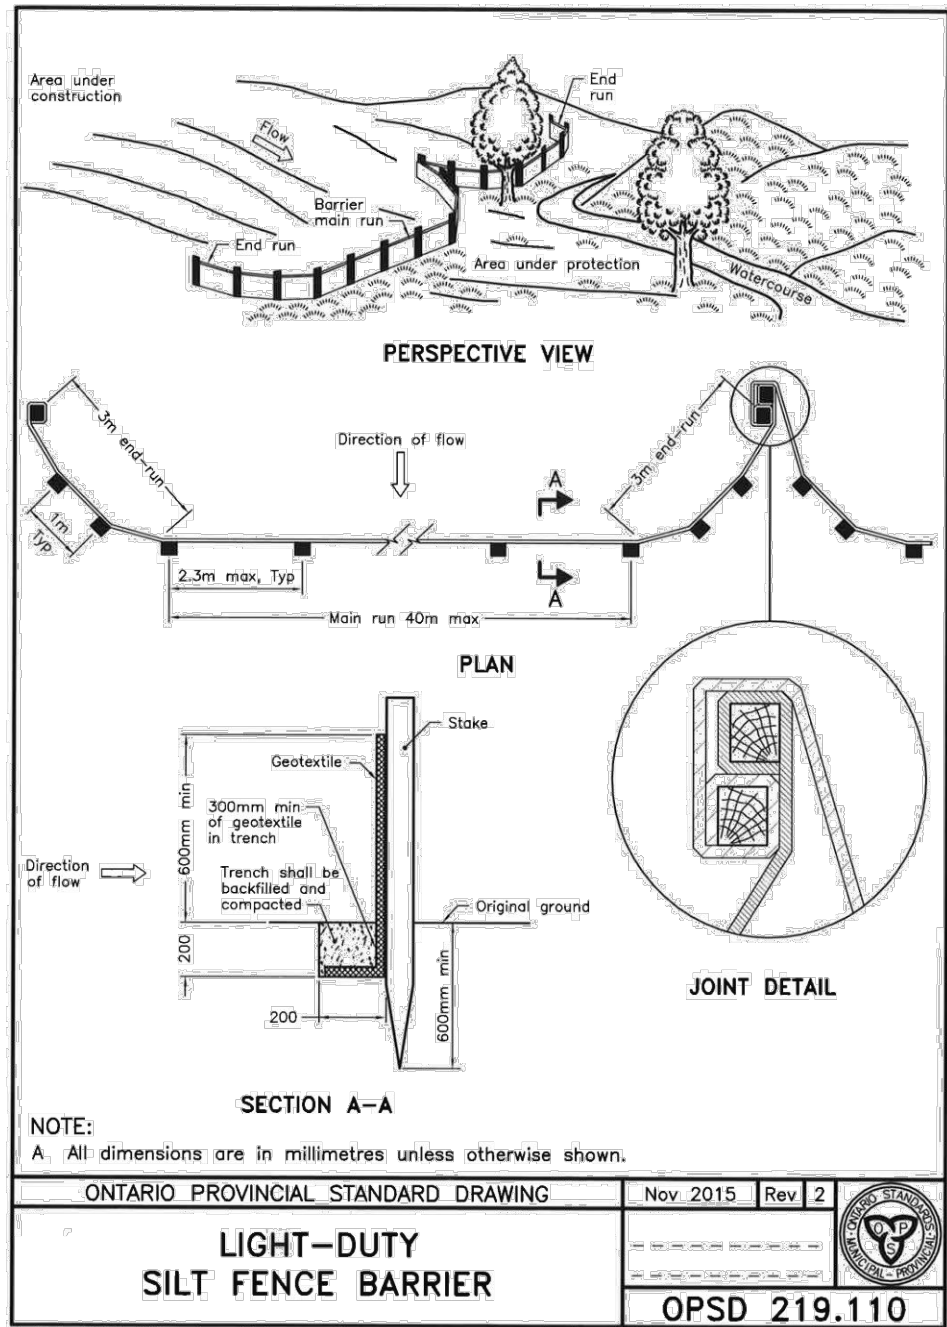 Area under
construction
Flow
End
run
Barrier
main run
End run
Area under protection
Watercourse
PERSPECTIVE VIEW
3m end-run
Direction of flow
3m end-run
A
1m
Typ
2.3m max, Typ
A
Main run 40m max
PLAN
Stake
Geotextile
600mm min
300mm min
of geotextile
in trench
Direction
of flow
Trench shall be
backfilled and
compacted
Original ground
200
600mm min
200
JOINT DETAIL
SECTION A-A
NOTE:
A All dimensions are in millimetres unless otherwise shown.
ONTARIO PROVINCIAL STANDARD DRAWING
Nov 2015 Rev 2
ONTARIO STANDARDS
MUNICIPAL - PROVINCIAL
O P
S
LIGHT-DUTY
SILT FENCE BARRIER
OPSD 219.110